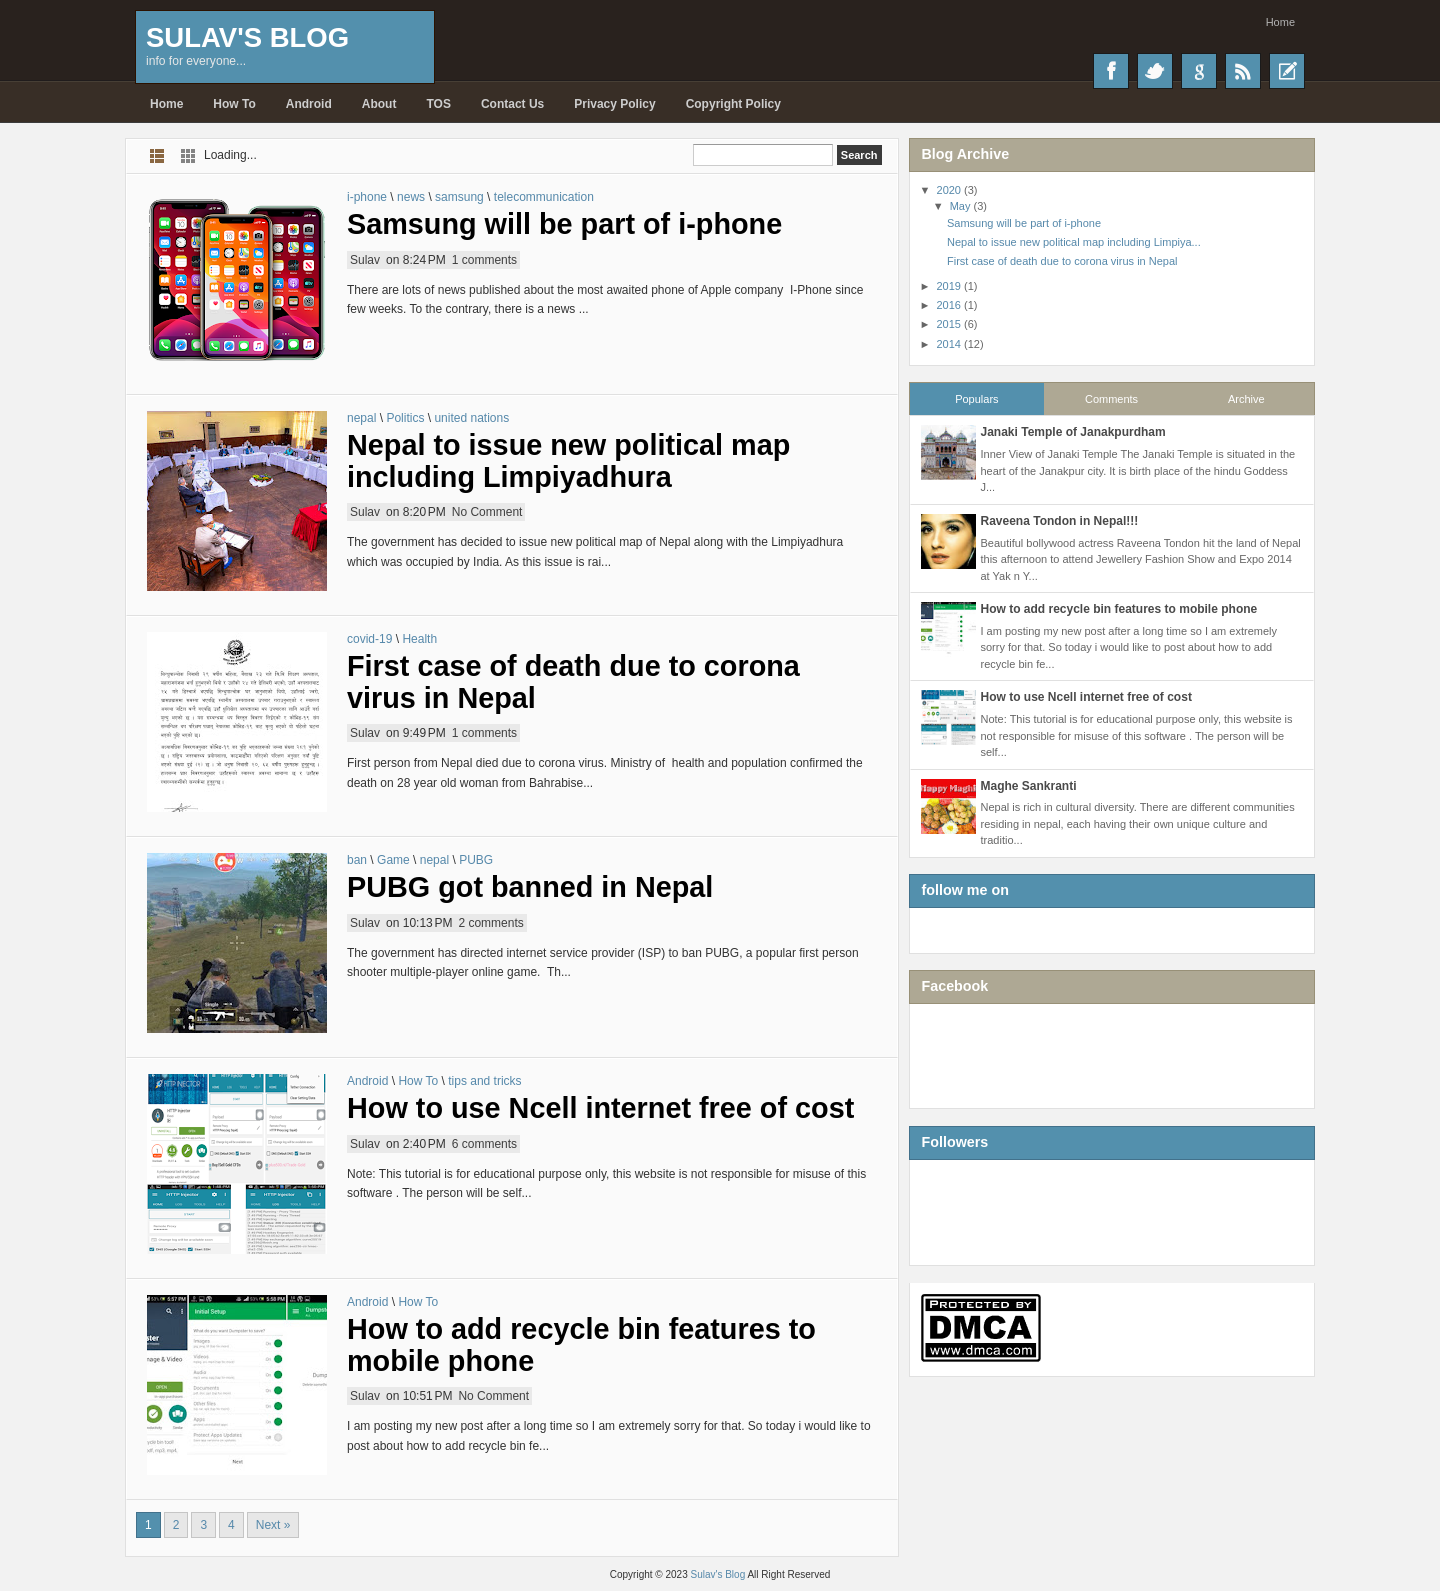 SULAV'S BLOG
info for everyone...
Home
Home How To Android About TOS Contact Us Privacy Policy Copyright Policy
Loading...
Search
i-phone \ news \ samsung \ telecommunication
Samsung will be part of i-phone
Sulav on 8:24 PM 1 comments
There are lots of news published about the most awaited phone of Apple company I-Phone since
few weeks. To the contrary, there is a news ...
nepal \ Politics \ united nations
Nepal to issue new political map
including Limpiyadhura
Sulav on 8:20 PM No Comment
The government has decided to issue new political map of Nepal along with the Limpiyadhura
which was occupied by India. As this issue is rai...
covid-19 \ Health
First case of death due to corona
virus in Nepal
Sulav on 9:49 PM 1 comments
First person from Nepal died due to corona virus. Ministry of health and population confirmed the
death on 28 year old woman from Bahrabise...
ban \ Game \ nepal \ PUBG
PUBG got banned in Nepal
Sulav on 10:13 PM 2 comments
The government has directed internet service provider (ISP) to ban PUBG, a popular first person
shooter multiple-player online game. Th...
Android \ How To \ tips and tricks
How to use Ncell internet free of cost
Sulav on 2:40 PM 6 comments
Note: This tutorial is for educational purpose only, this website is not responsible for misuse of this
software . The person will be self...
Android \ How To
How to add recycle bin features to
mobile phone
Sulav on 10:51 PM No Comment
I am posting my new post after a long time so I am extremely sorry for that. So today i would like to
post about how to add recycle bin fe...
1 2 3 4 Next »
Blog Archive
▼ 2020 (3)
▼ May (3)
Samsung will be part of i-phone
Nepal to issue new political map including Limpiya...
First case of death due to corona virus in Nepal
► 2019 (1)
► 2016 (1)
► 2015 (6)
► 2014 (12)
Populars Comments Archive
Janaki Temple of Janakpurdham
Inner View of Janaki Temple The Janaki Temple is situated in the
heart of the Janakpur city. It is birth place of the hindu Goddess
J...
Raveena Tondon in Nepal!!!
Beautiful bollywood actress Raveena Tondon hit the land of Nepal
this afternoon to attend Jewellery Fashion Show and Expo 2014
at Yak n Y...
How to add recycle bin features to mobile phone
I am posting my new post after a long time so I am extremely
sorry for that. So today i would like to post about how to add
recycle bin fe...
How to use Ncell internet free of cost
Note: This tutorial is for educational purpose only, this website is
not responsible for misuse of this software . The person will be
self...
Maghe Sankranti
Nepal is rich in cultural diversity. There are different communities
residing in nepal, each having their own unique culture and
traditio...
follow me on
Facebook
Followers
PROTECTED BY
DMCA
www.dmca.com
Copyright © 2023 Sulav's Blog All Right Reserved